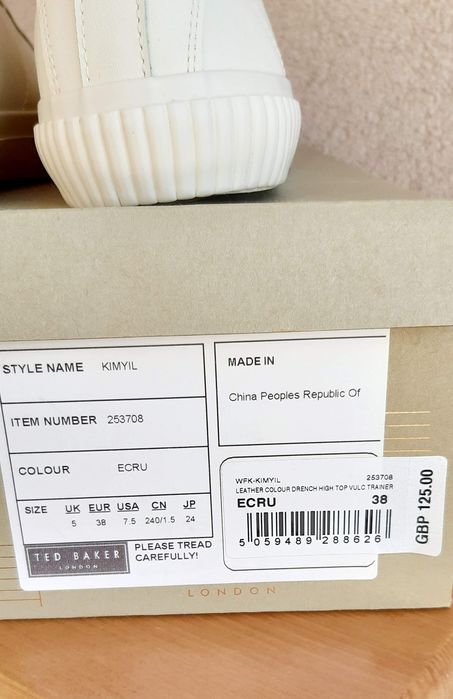 STYLE NAME KIMYIL
ITEM NUMBER 253708
COLOUR ECRU
SIZE UK EUR USA CN JP
5 38 7.5 240/1.5 24
TED BAKER
LONDON
PLEASE TREAD
CAREFULLY!
MADE IN
China Peoples Republic Of
WFK-KIMYIL 253708
LEATHER COLOUR DRENCH HIGH TOP VULC TRAINER
ECRU 38
5 059489 288626
GBP 125.00
LONDON